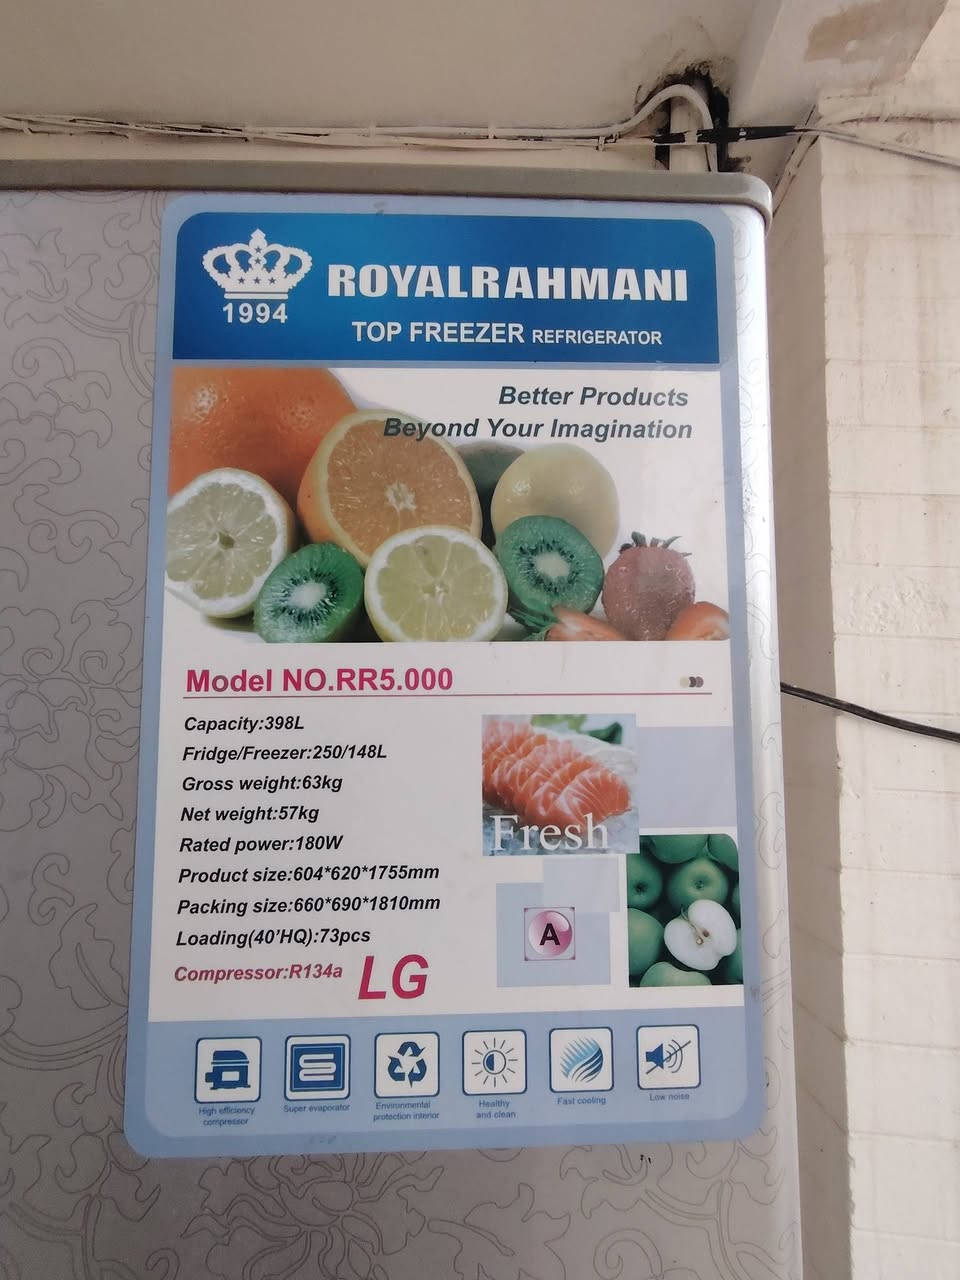 1994
ROYALRAHMANI
TOP FREEZER REFRIGERATOR
Better Products
Beyond Your Imagination
Model NO.RR5.000
Capacity:398L
Fridge/Freezer:250/148L
Gross weight:63kg
Net weight:57kg
Rated power:180W
Product size:604*620*1755mm
Packing size:660*690*1810mm
Loading(40’HQ):73pcs
Compressor:R134a LG
Fresh
A
High efficiency
compressor
Super evaporator
Environmental
protection interior
Healthy
and clean
Fast cooling
Low noise